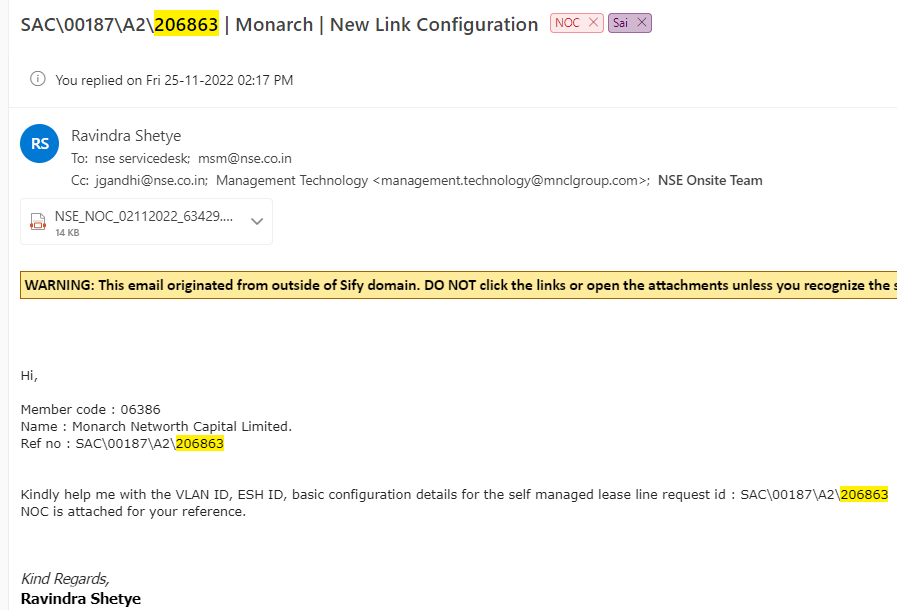 SAC\00187\A2\206863 | Monarch | New Link Configuration NOC Sai
You replied on Fri 25-11-2022 02:17 PM
RS
Ravindra Shetye
To: nse servicedesk; msm@nse.co.in
Cc: jgandhi@nse.co.in; Management Technology <management.technology@mnclgroup.com>; NSE Onsite Team
NSE_NOC_02112022_63429....
14 KB
WARNING: This email originated from outside of Sify domain. DO NOT click the links or open the attachments unless you recognize the
Hi,
Member code : 06386
Name : Monarch Networth Capital Limited.
Ref no : SAC\00187\A2\206863
Kindly help me with the VLAN ID, ESH ID, basic configuration details for the self managed lease line request id : SAC\00187\A2\206863
NOC is attached for your reference.
Kind Regards,
Ravindra Shetye